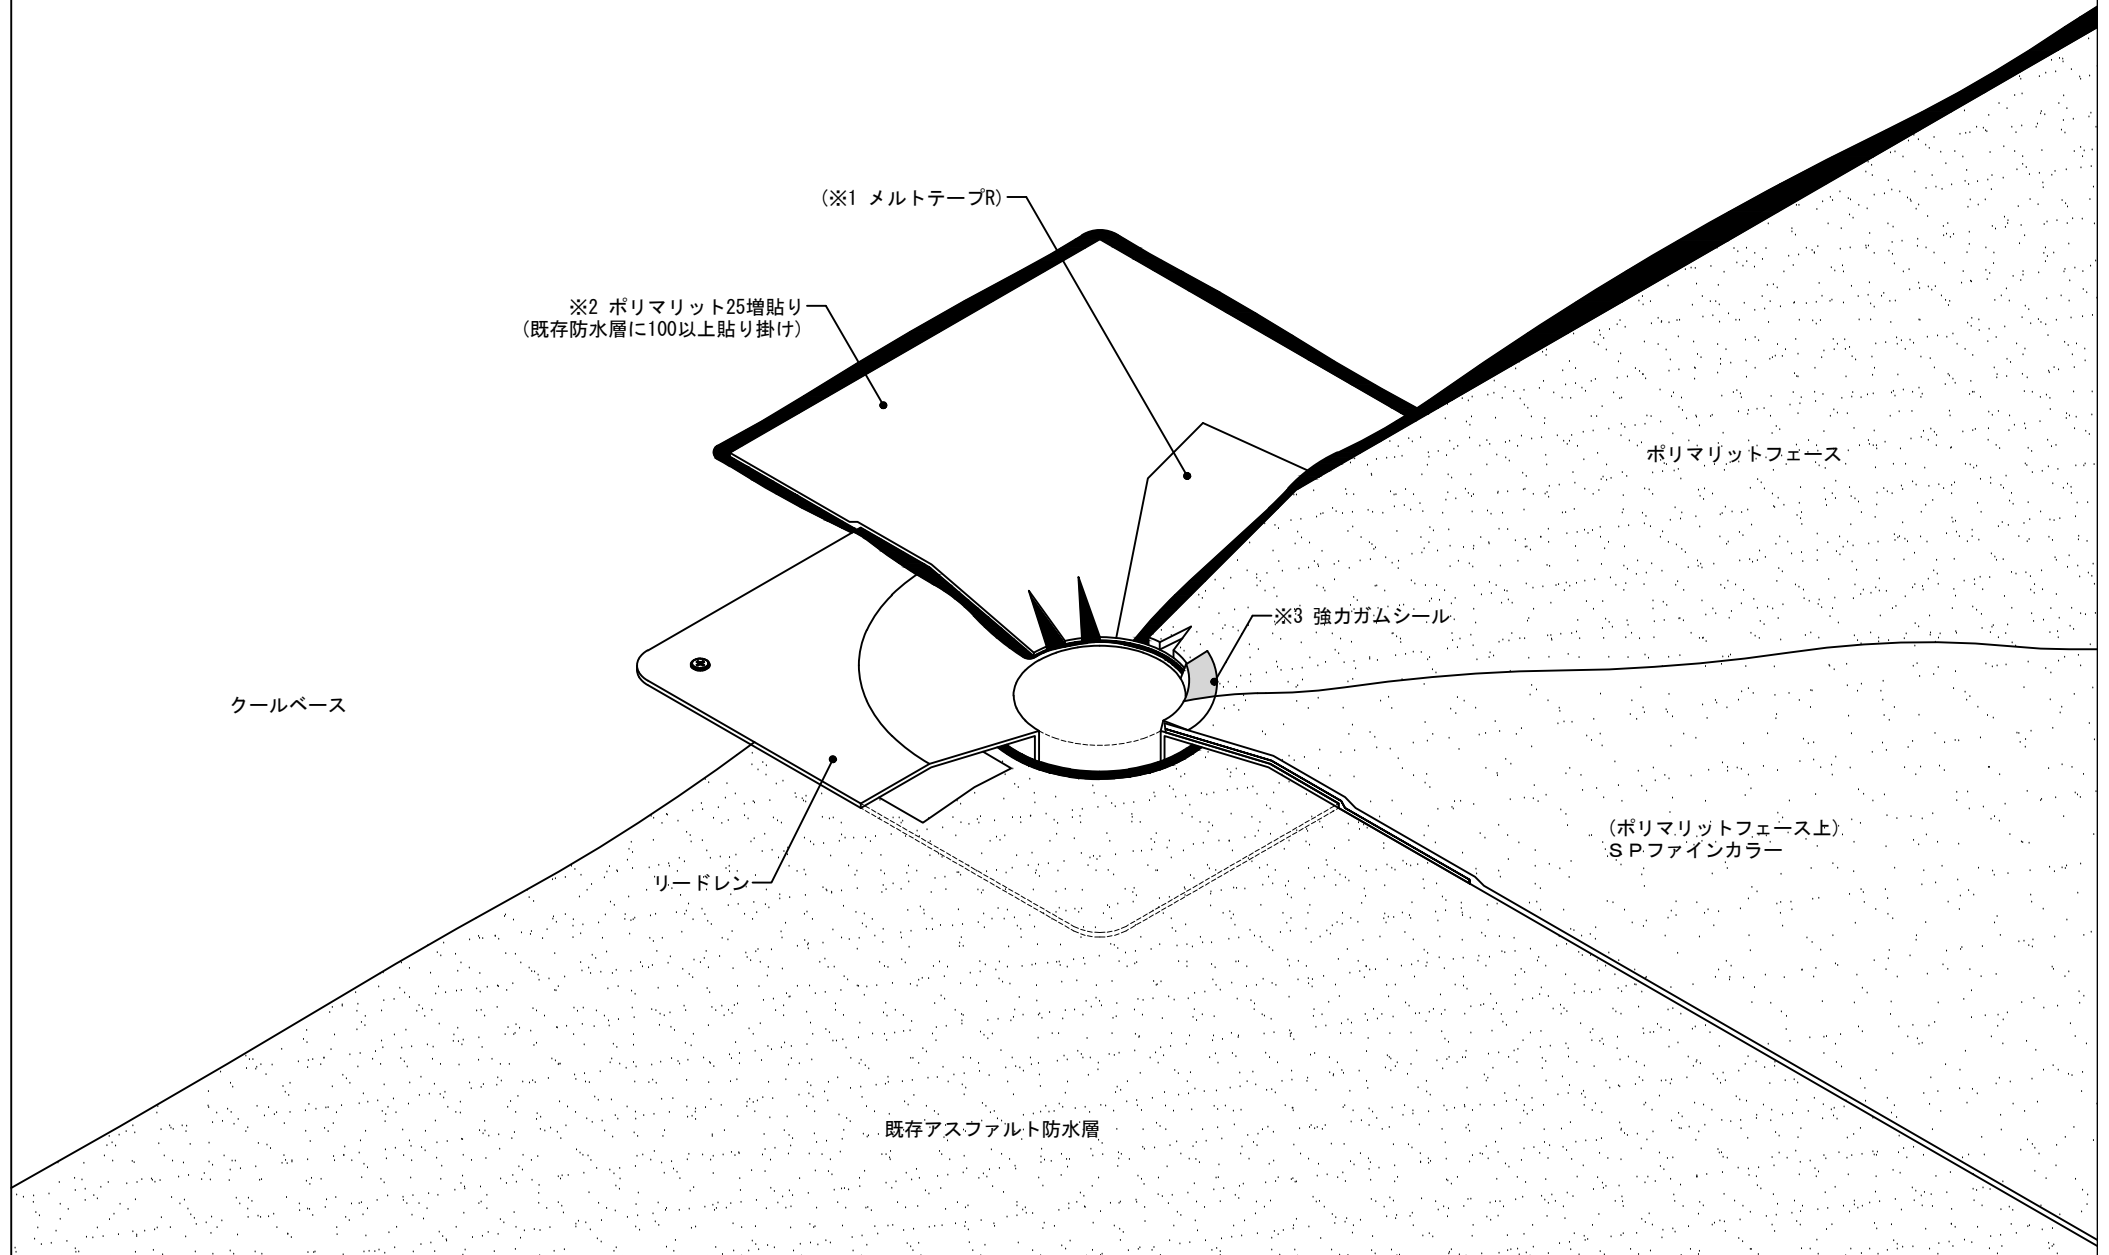 (※1 メルトテープR)
※2 ポリマリット25増貼り
(既存防水層に100以上貼り掛け)
ポリマリットフェース
※3 強力ガムシール
クールベース
(ポリマリットフェース上)
ＳＰファインカラー
リードレン
既存アスファルト防水層